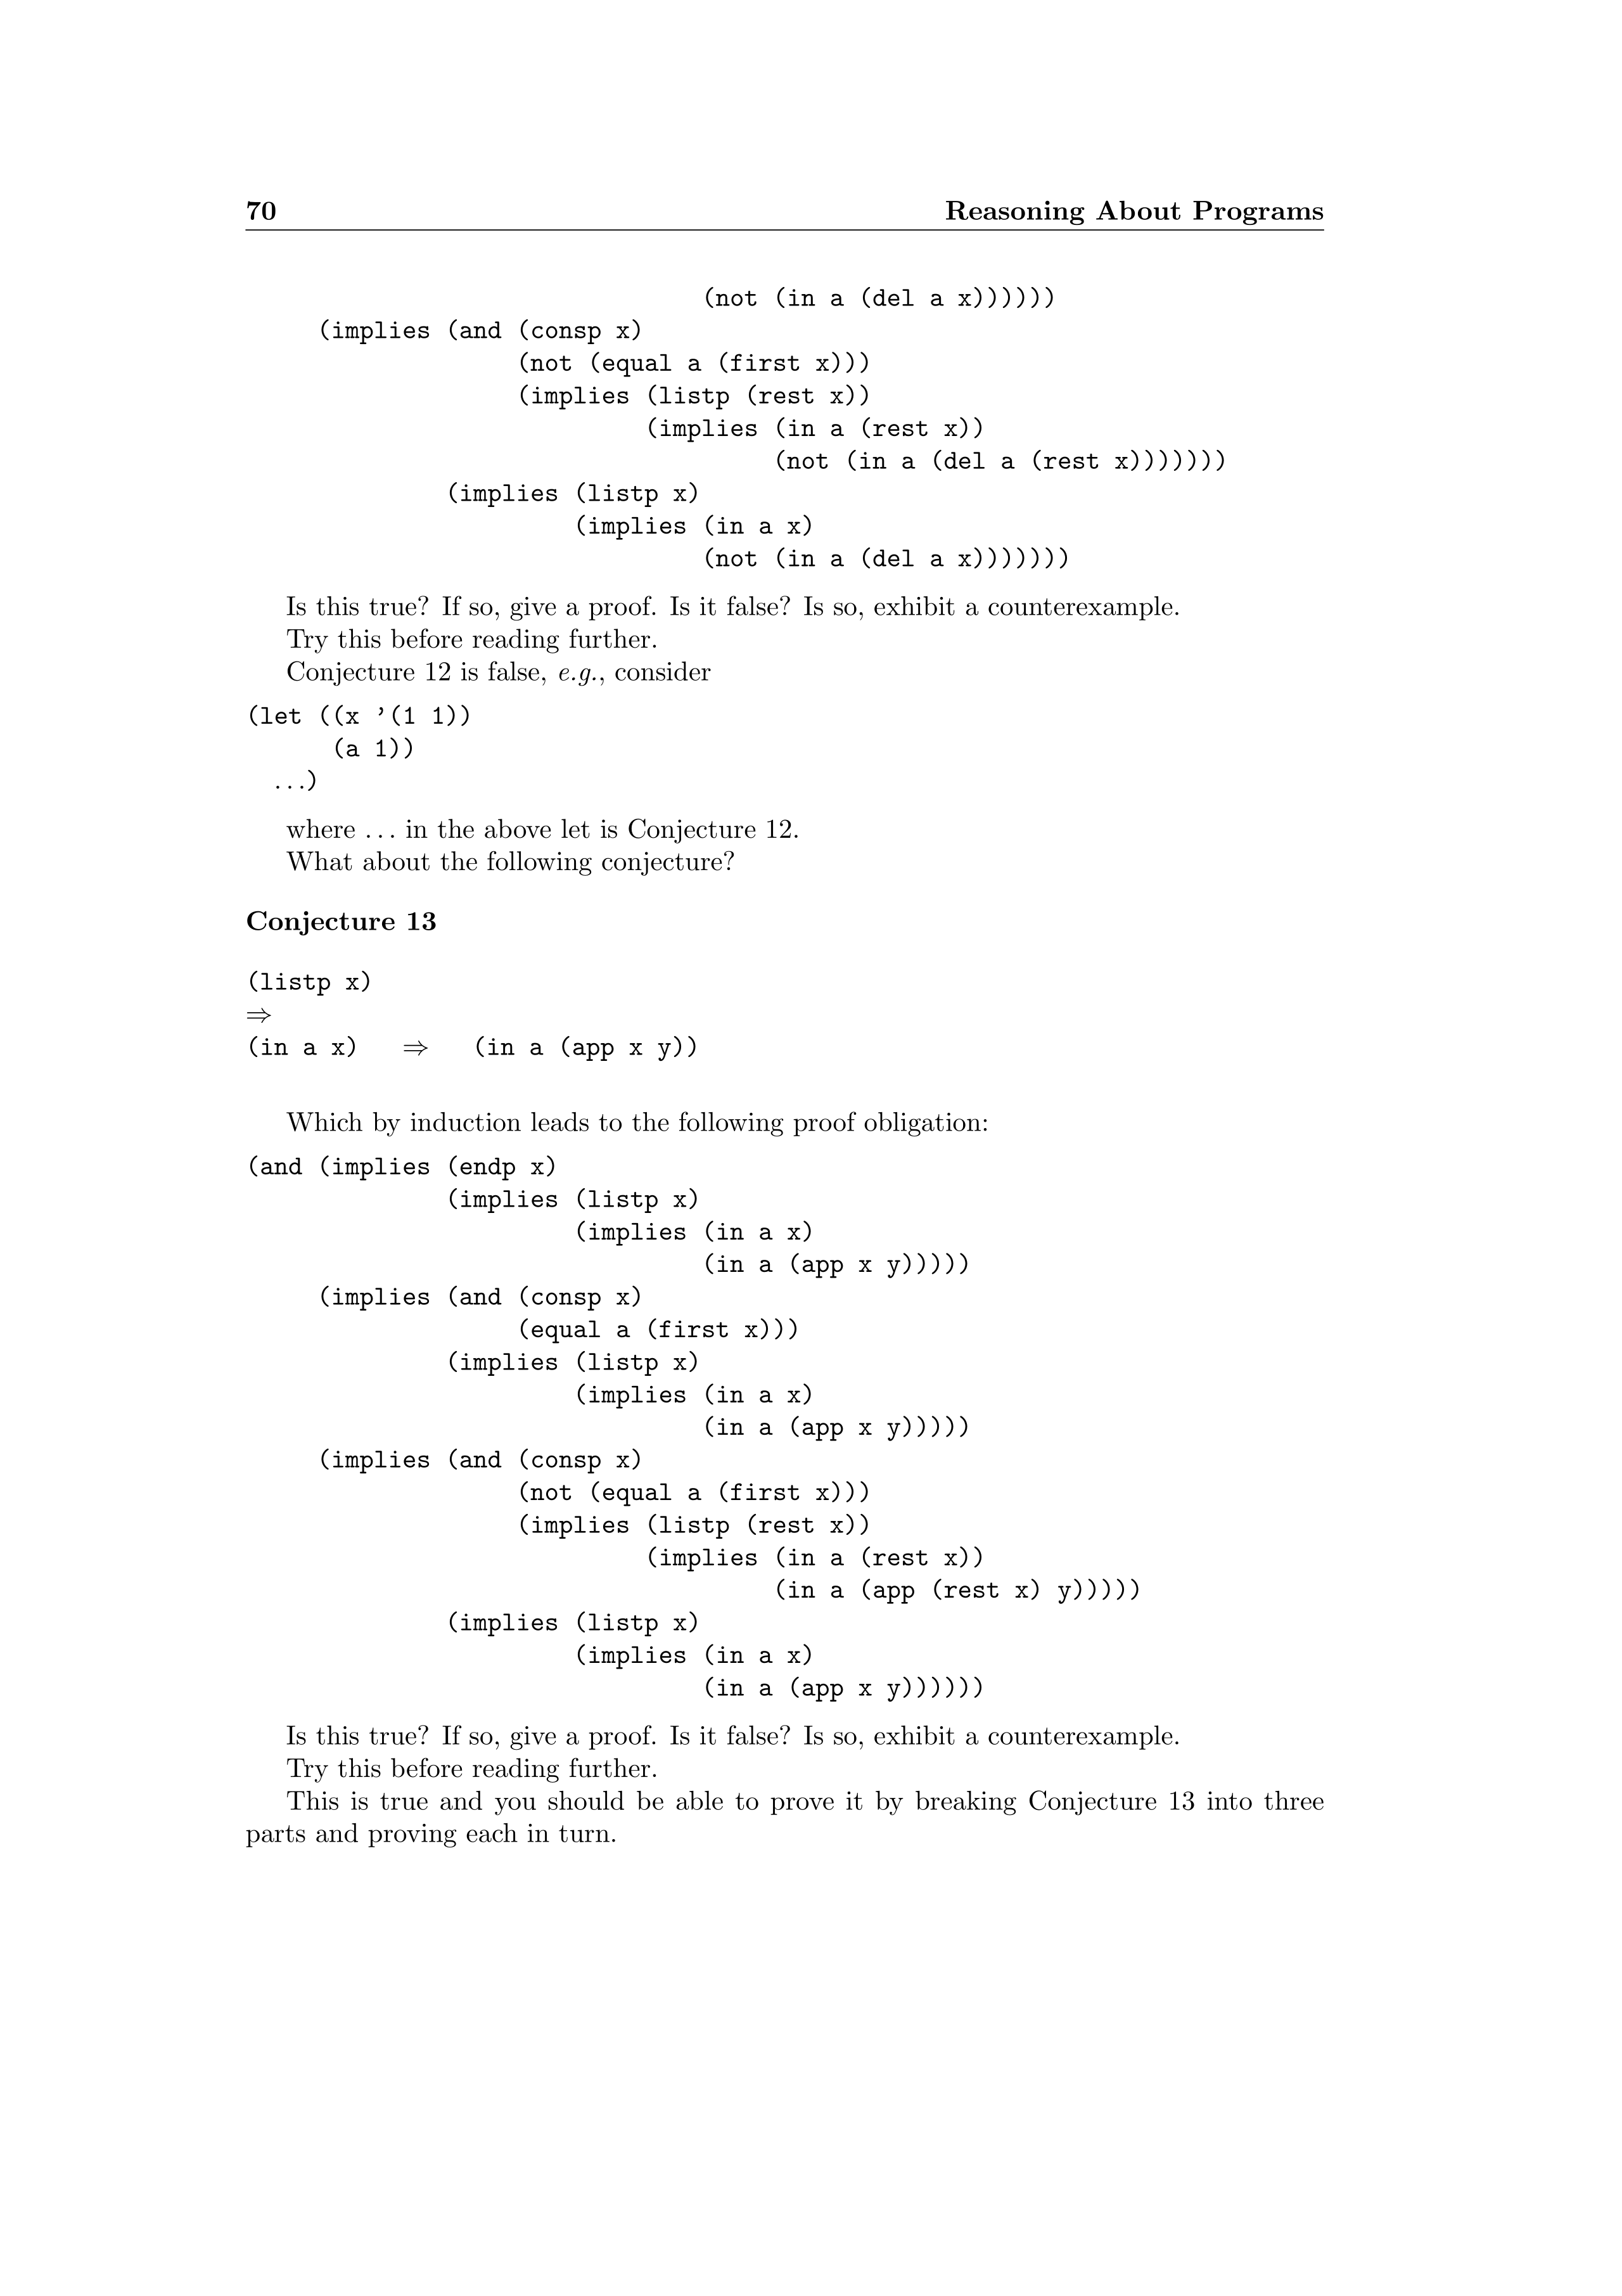 70 Reasoning About Programs
(not (in a (del a x))))))
(implies (and (consp x)
(not (equal a (first x)))
(implies (listp (rest x))
(implies (in a (rest x))
(not (in a (del a (rest x)))))))
(implies (listp x)
(implies (in a x)
(not (in a (del a x)))))))
Is this true? If so, give a proof. Is it false? Is so, exhibit a counterexample.
Try this before reading further.
Conjecture 12 is false, e.g., consider
(let ((x ’(1 1))
(a 1))
...)
where ... in the above let is Conjecture 12.
What about the following conjecture?
Conjecture 13
(listp x)
⇒
(in a x) ⇒ (in a (app x y))
Which by induction leads to the following proof obligation:
(and (implies (endp x)
(implies (listp x)
(implies (in a x)
(in a (app x y)))))
(implies (and (consp x)
(equal a (first x)))
(implies (listp x)
(implies (in a x)
(in a (app x y)))))
(implies (and (consp x)
(not (equal a (first x)))
(implies (listp (rest x))
(implies (in a (rest x))
(in a (app (rest x) y)))))
(implies (listp x)
(implies (in a x)
(in a (app x y))))))
Is this true? If so, give a proof. Is it false? Is so, exhibit a counterexample.
Try this before reading further.
This is true and you should be able to prove it by breaking Conjecture 13 into three
parts and proving each in turn.